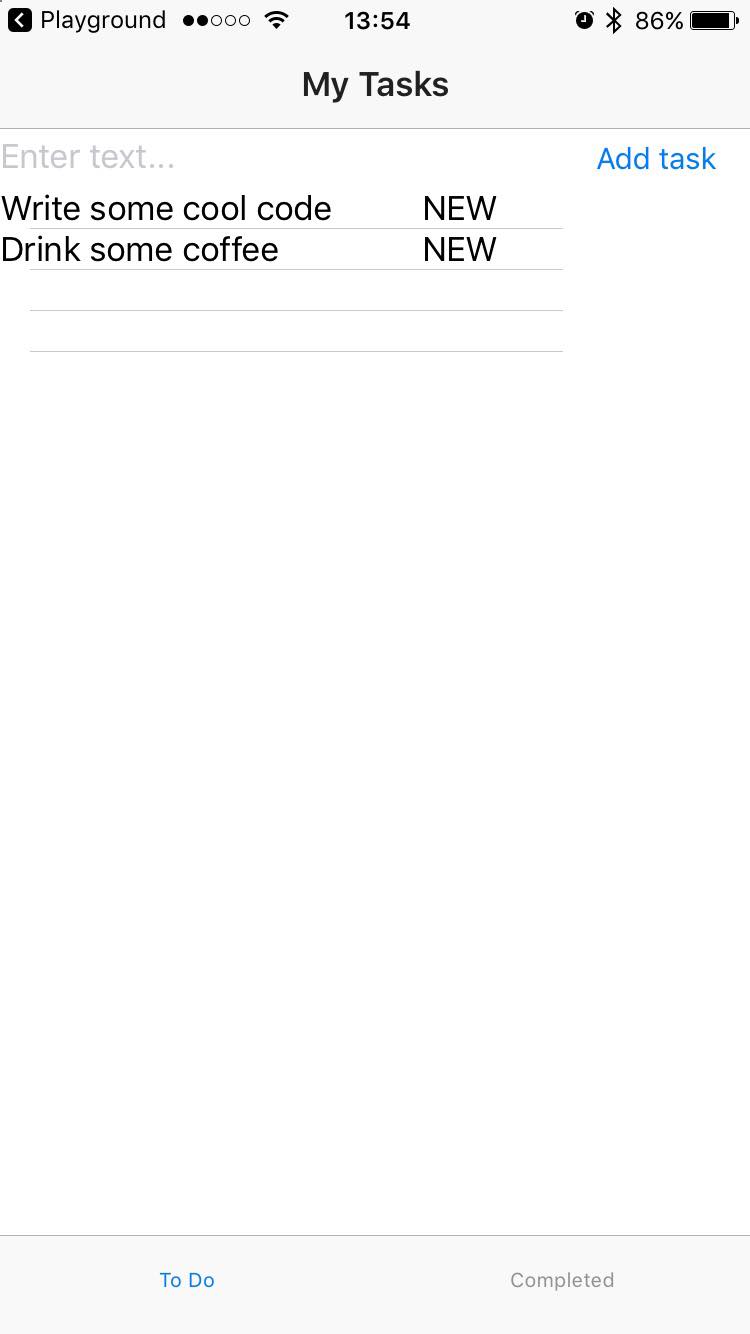 Playground 13:54 86%
My Tasks
Enter text... Add task
Write some cool code NEW
Drink some coffee NEW
To Do Completed